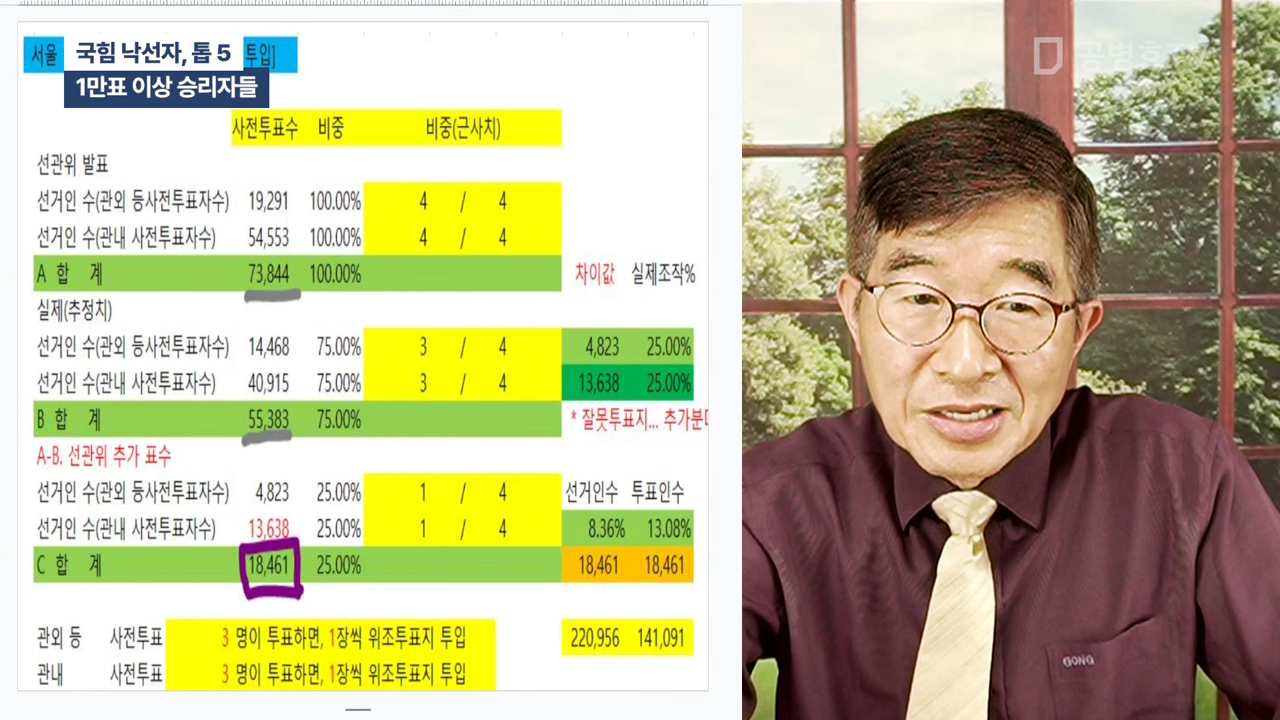 서울
국힘 낙선자, 톱 5
투입]
1만표 이상 승리자들
사전투표수 비중 비중(근사치)
선관위 발표
선거인 수(관외 등사전투표자수) 19,291 100.00% 4 / 4
선거인 수(관내 사전투표자수) 54,553 100.00% 4 / 4
A 합 계 73,844 100.00% 차이값 실제조작%
실제(추정치)
선거인 수(관외 등사전투표자수) 14,468 75.00% 3 / 4 4,823 25.00%
선거인 수(관내 사전투표자수) 40,915 75.00% 3 / 4 13,638 25.00%
B 합 계 55,383 75.00% * 잘못투표지... 추가분
A-B. 선관위 추가 표수
선거인 수(관외 등사전투표자수) 4,823 25.00% 1 / 4 선거인수 투표인수
선거인 수(관내 사전투표자수) 13,638 25.00% 1 / 4 8.36% 13.08%
C 합 계 18,461 25.00% 18,461 18,461
관외 등 사전투표 3 명이 투표하면, 1장씩 위조투표지 투입 220,956 141,091
관내 사전투표 3 명이 투표하면, 1장씩 위조투표지 투입
공병호TV
GONG